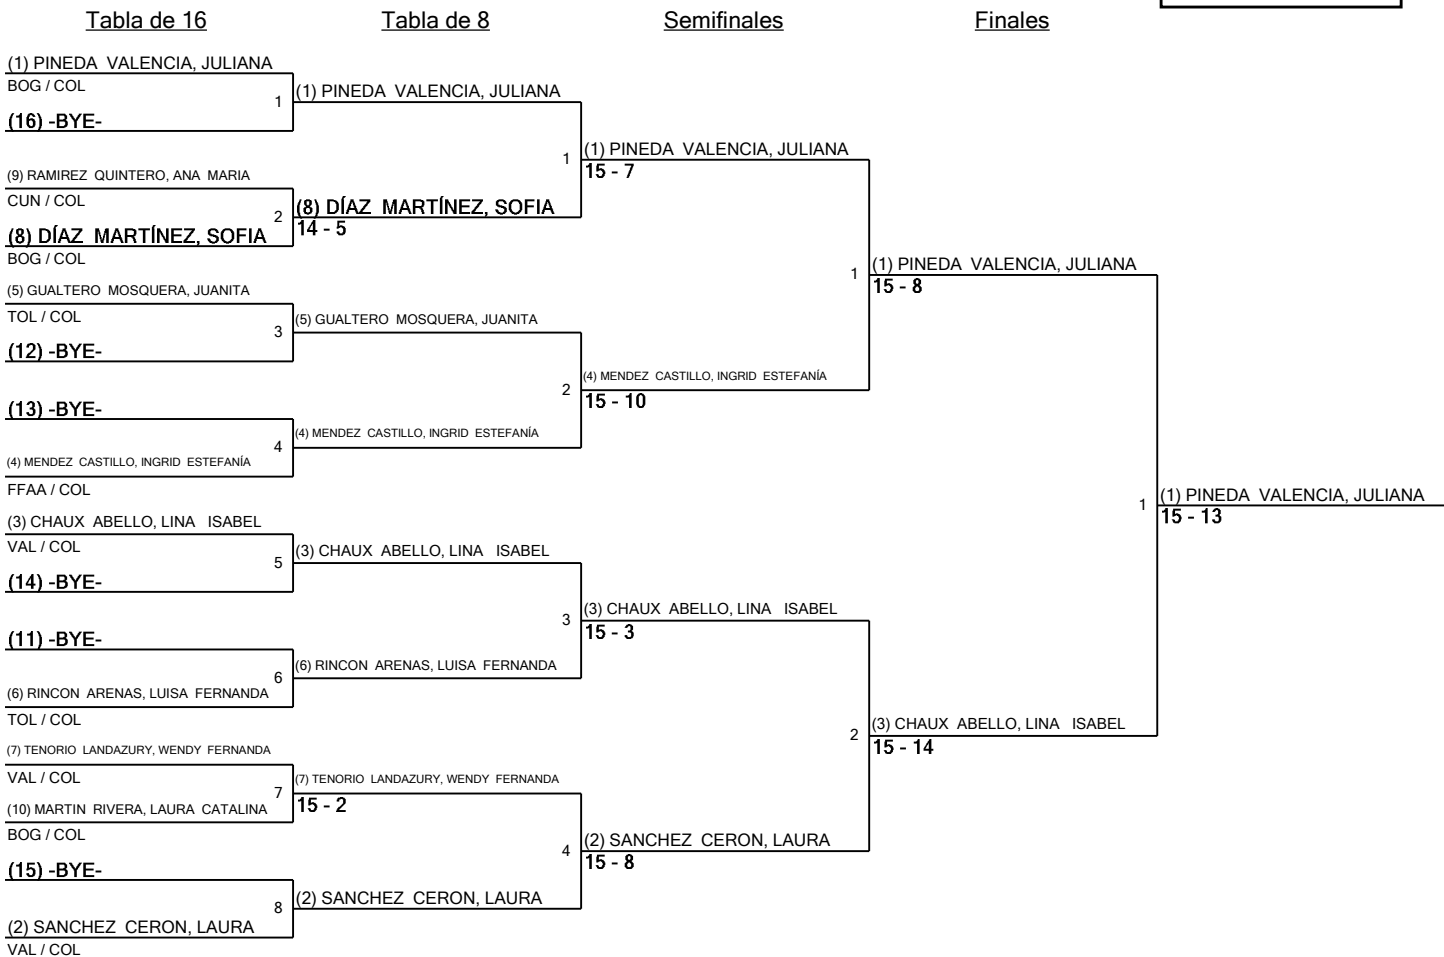 Tabla de 16
Tabla de 8
Semifinales
Finales
(1) PINEDA VALENCIA, JULIANA
BOG / COL
1
(16) -BYE-
(9) RAMIREZ QUINTERO, ANA MARIA
CUN / COL
2
(8) DÍAZ MARTÍNEZ, SOFIA
BOG / COL
(5) GUALTERO MOSQUERA, JUANITA
TOL / COL
3
(12) -BYE-
(13) -BYE-
4
(4) MENDEZ CASTILLO, INGRID ESTEFANÍA
FFAA / COL
(3) CHAUX ABELLO, LINA ISABEL
VAL / COL
5
(14) -BYE-
(11) -BYE-
6
(6) RINCON ARENAS, LUISA FERNANDA
TOL / COL
(7) TENORIO LANDAZURY, WENDY FERNANDA
VAL / COL
7
(10) MARTIN RIVERA, LAURA CATALINA
BOG / COL
(15) -BYE-
8
(2) SANCHEZ CERON, LAURA
VAL / COL
(1) PINEDA VALENCIA, JULIANA
1
(8) DÍAZ MARTÍNEZ, SOFIA
14 - 5
(5) GUALTERO MOSQUERA, JUANITA
2
(4) MENDEZ CASTILLO, INGRID ESTEFANÍA
(3) CHAUX ABELLO, LINA ISABEL
3
(6) RINCON ARENAS, LUISA FERNANDA
(7) TENORIO LANDAZURY, WENDY FERNANDA
15 - 2
4
(2) SANCHEZ CERON, LAURA
(1) PINEDA VALENCIA, JULIANA
15 - 7
1
(4) MENDEZ CASTILLO, INGRID ESTEFANÍA
15 - 10
(3) CHAUX ABELLO, LINA ISABEL
15 - 3
2
(2) SANCHEZ CERON, LAURA
15 - 8
(1) PINEDA VALENCIA, JULIANA
15 - 8
1
(3) CHAUX ABELLO, LINA ISABEL
15 - 14
(1) PINEDA VALENCIA, JULIANA
15 - 13